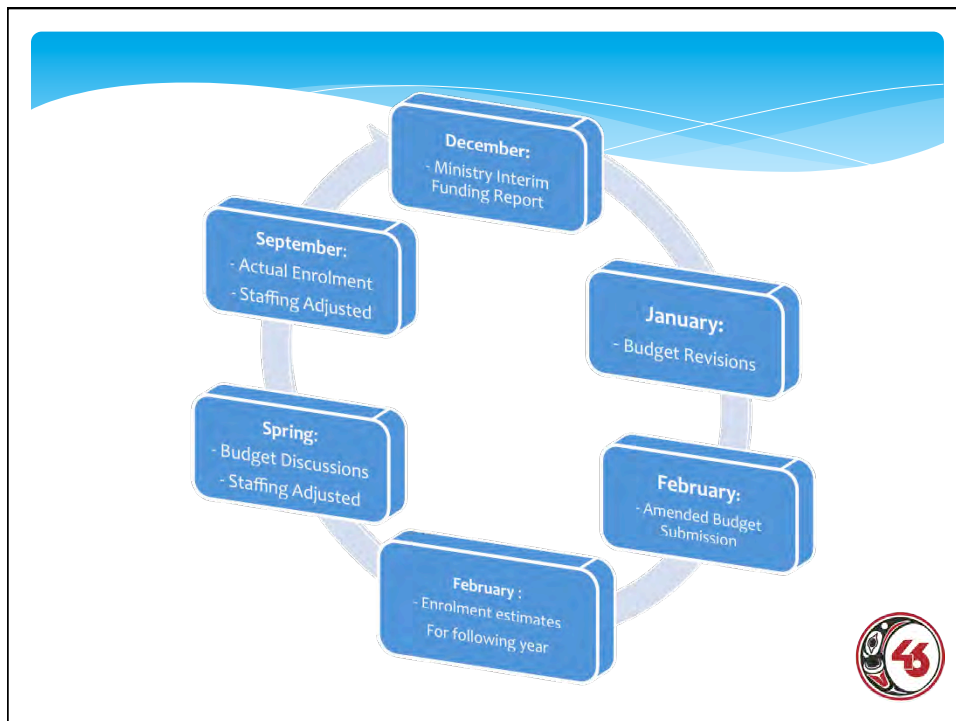 December:
- Ministry Interim
Funding Report
January:
- Budget Revisions
February:
- Amended Budget
Submission
February :
- Enrolment estimates
For following year
Spring:
- Budget Discussions
- Staffing Adjusted
September:
- Actual Enrolment
- Staffing Adjusted
46